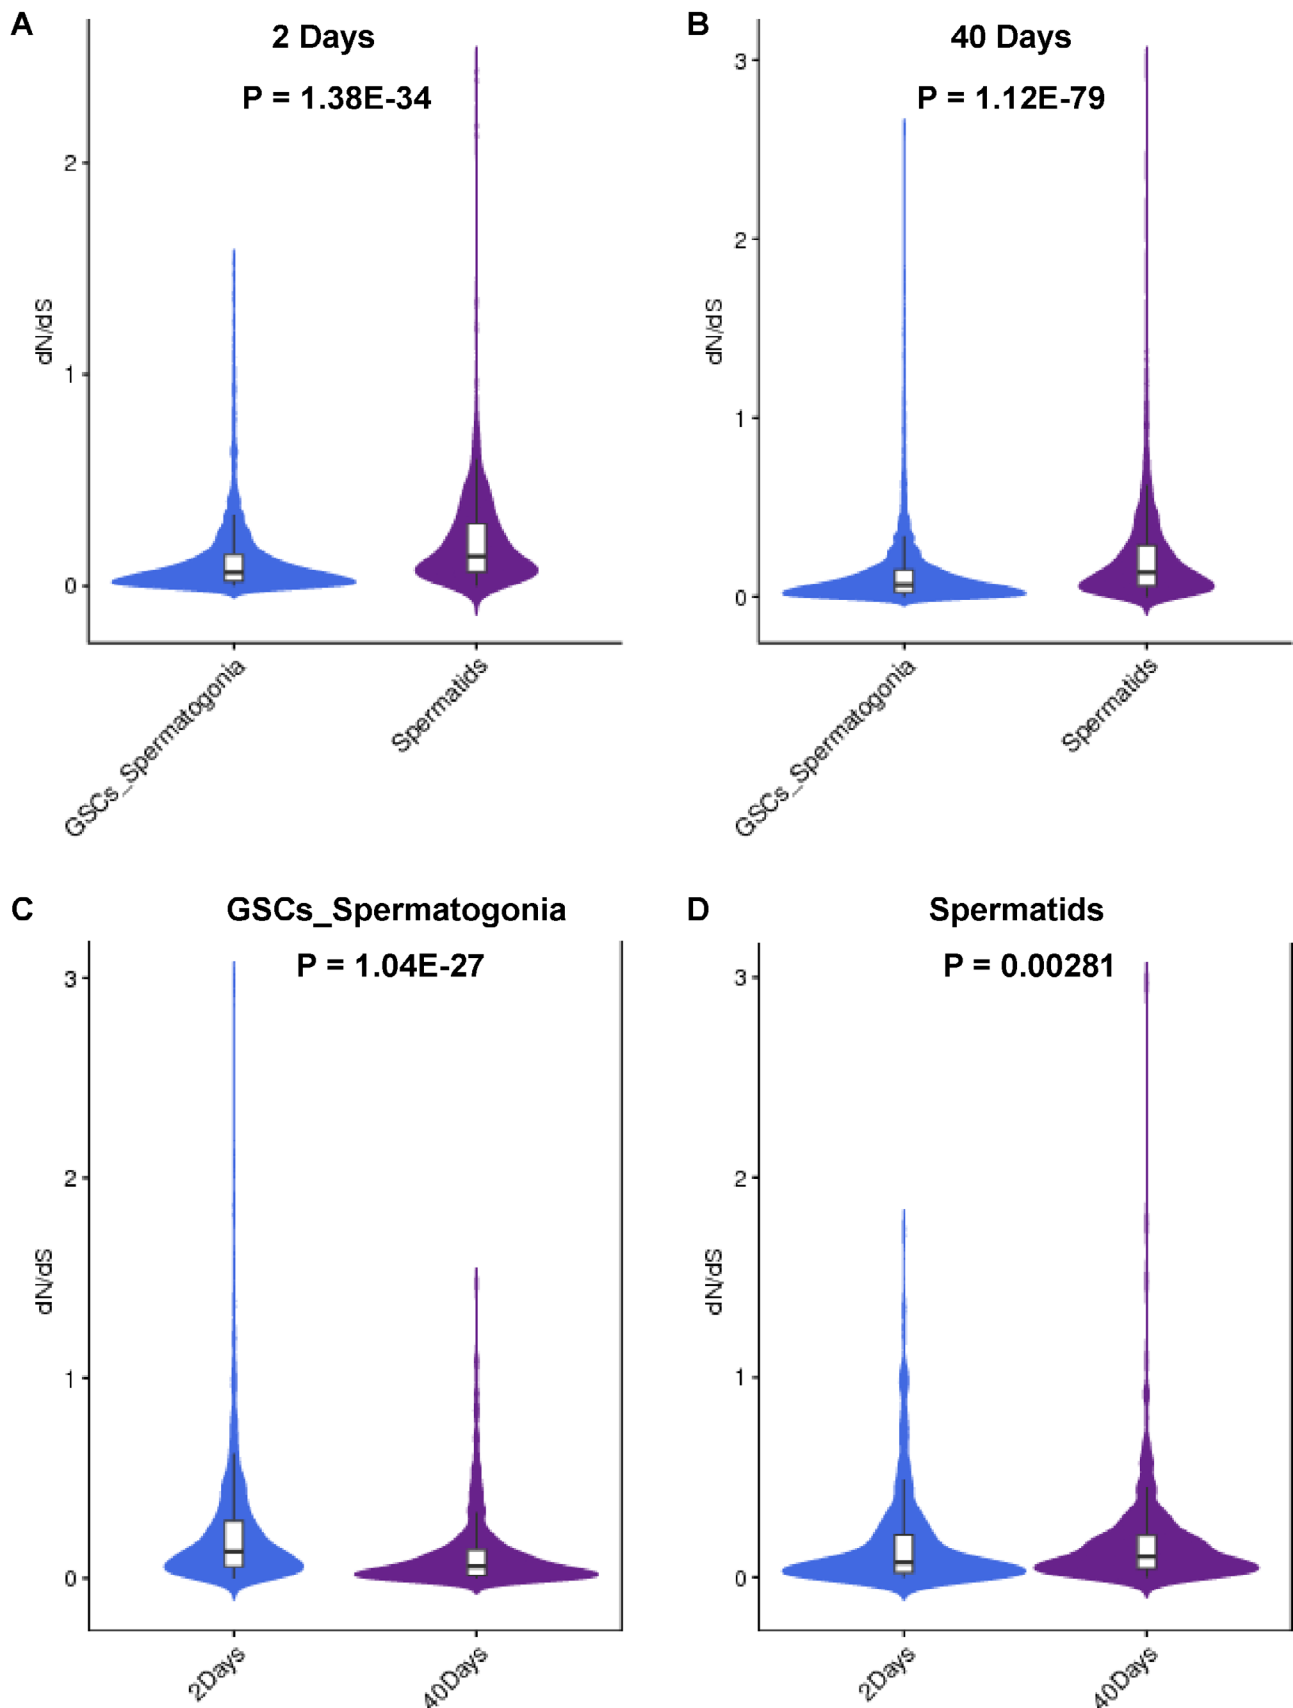 A
2 Days
P = 1.38E-34
2
1
0
dN/dS
GSCs_Spermatogonia
Spermatids
B
40 Days
P = 1.12E-79
3
2
1
0
dN/dS
GSCs_Spermatogonia
Spermatids
C
GSCs_Spermatogonia
P = 1.04E-27
3
2
1
0
dN/dS
2Days
40Days
D
Spermatids
P = 0.00281
3
2
1
0
dN/dS
2Days
40Days